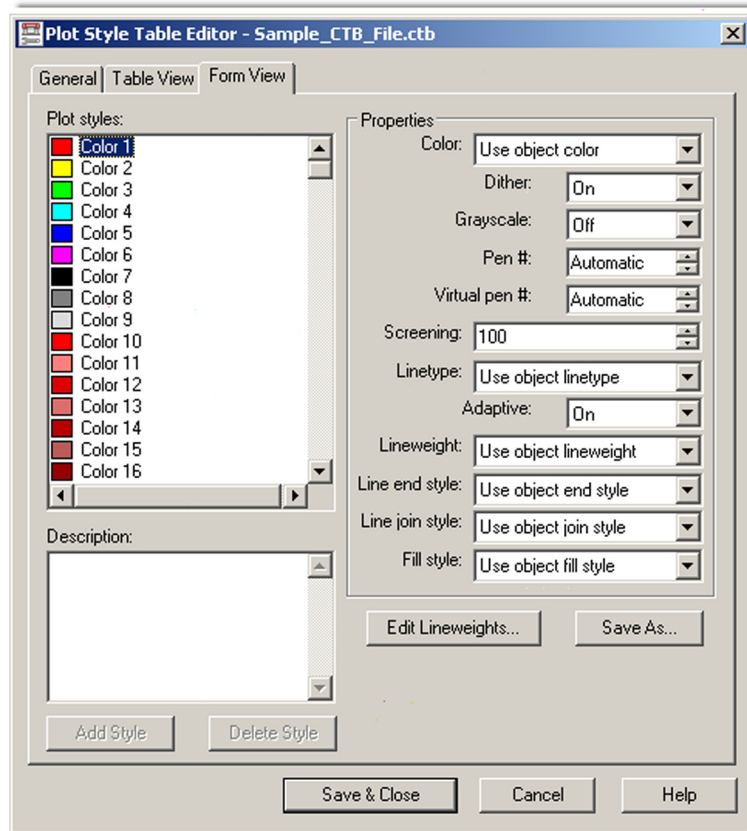 Plot Style Table Editor - Sample_CTB_File.ctb
General Table View Form View
Plot styles:
Color 1
Color 2
Color 3
Color 4
Color 5
Color 6
Color 7
Color 8
Color 9
Color 10
Color 11
Color 12
Color 13
Color 14
Color 15
Color 16
Description:
Add Style Delete Style
Properties
Color: Use object color
Dither: On
Grayscale: Off
Pen #: Automatic
Virtual pen #: Automatic
Screening: 100
Linetype: Use object linetype
Adaptive: On
Lineweight: Use object lineweight
Line end style: Use object end style
Line join style: Use object join style
Fill style: Use object fill style
Edit Lineweights... Save As...
Save & Close Cancel Help